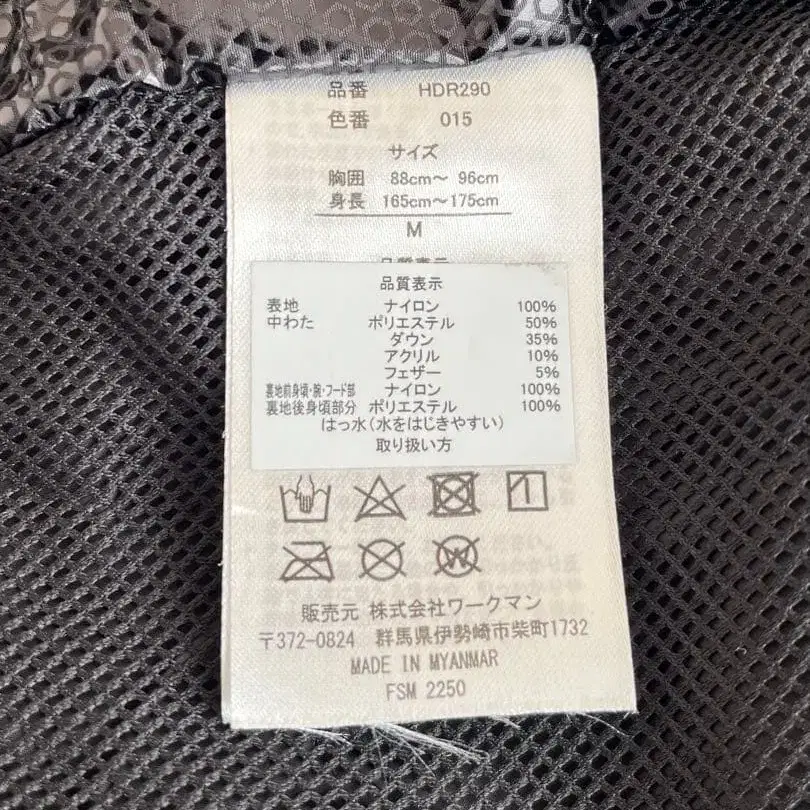 品番 HDR290
色番 015
サイズ
胸囲 88cm～ 96cm
身長 165cm～175cm
M
品質表示
品質表示
表地 ナイロン 100%
中わた ポリエステル 50%
ダウン 35%
アクリル 10%
フェザー 5%
裏地前身頃・腕・フード部 ナイロン 100%
裏地後身頃部分 ポリエステル 100%
はっ水(水をはじきやすい)
取り扱い方
W
販売元 株式会社ワークマン
〒372-0824 群馬県伊勢崎市柴町1732
MADE IN MYANMAR
FSM 2250